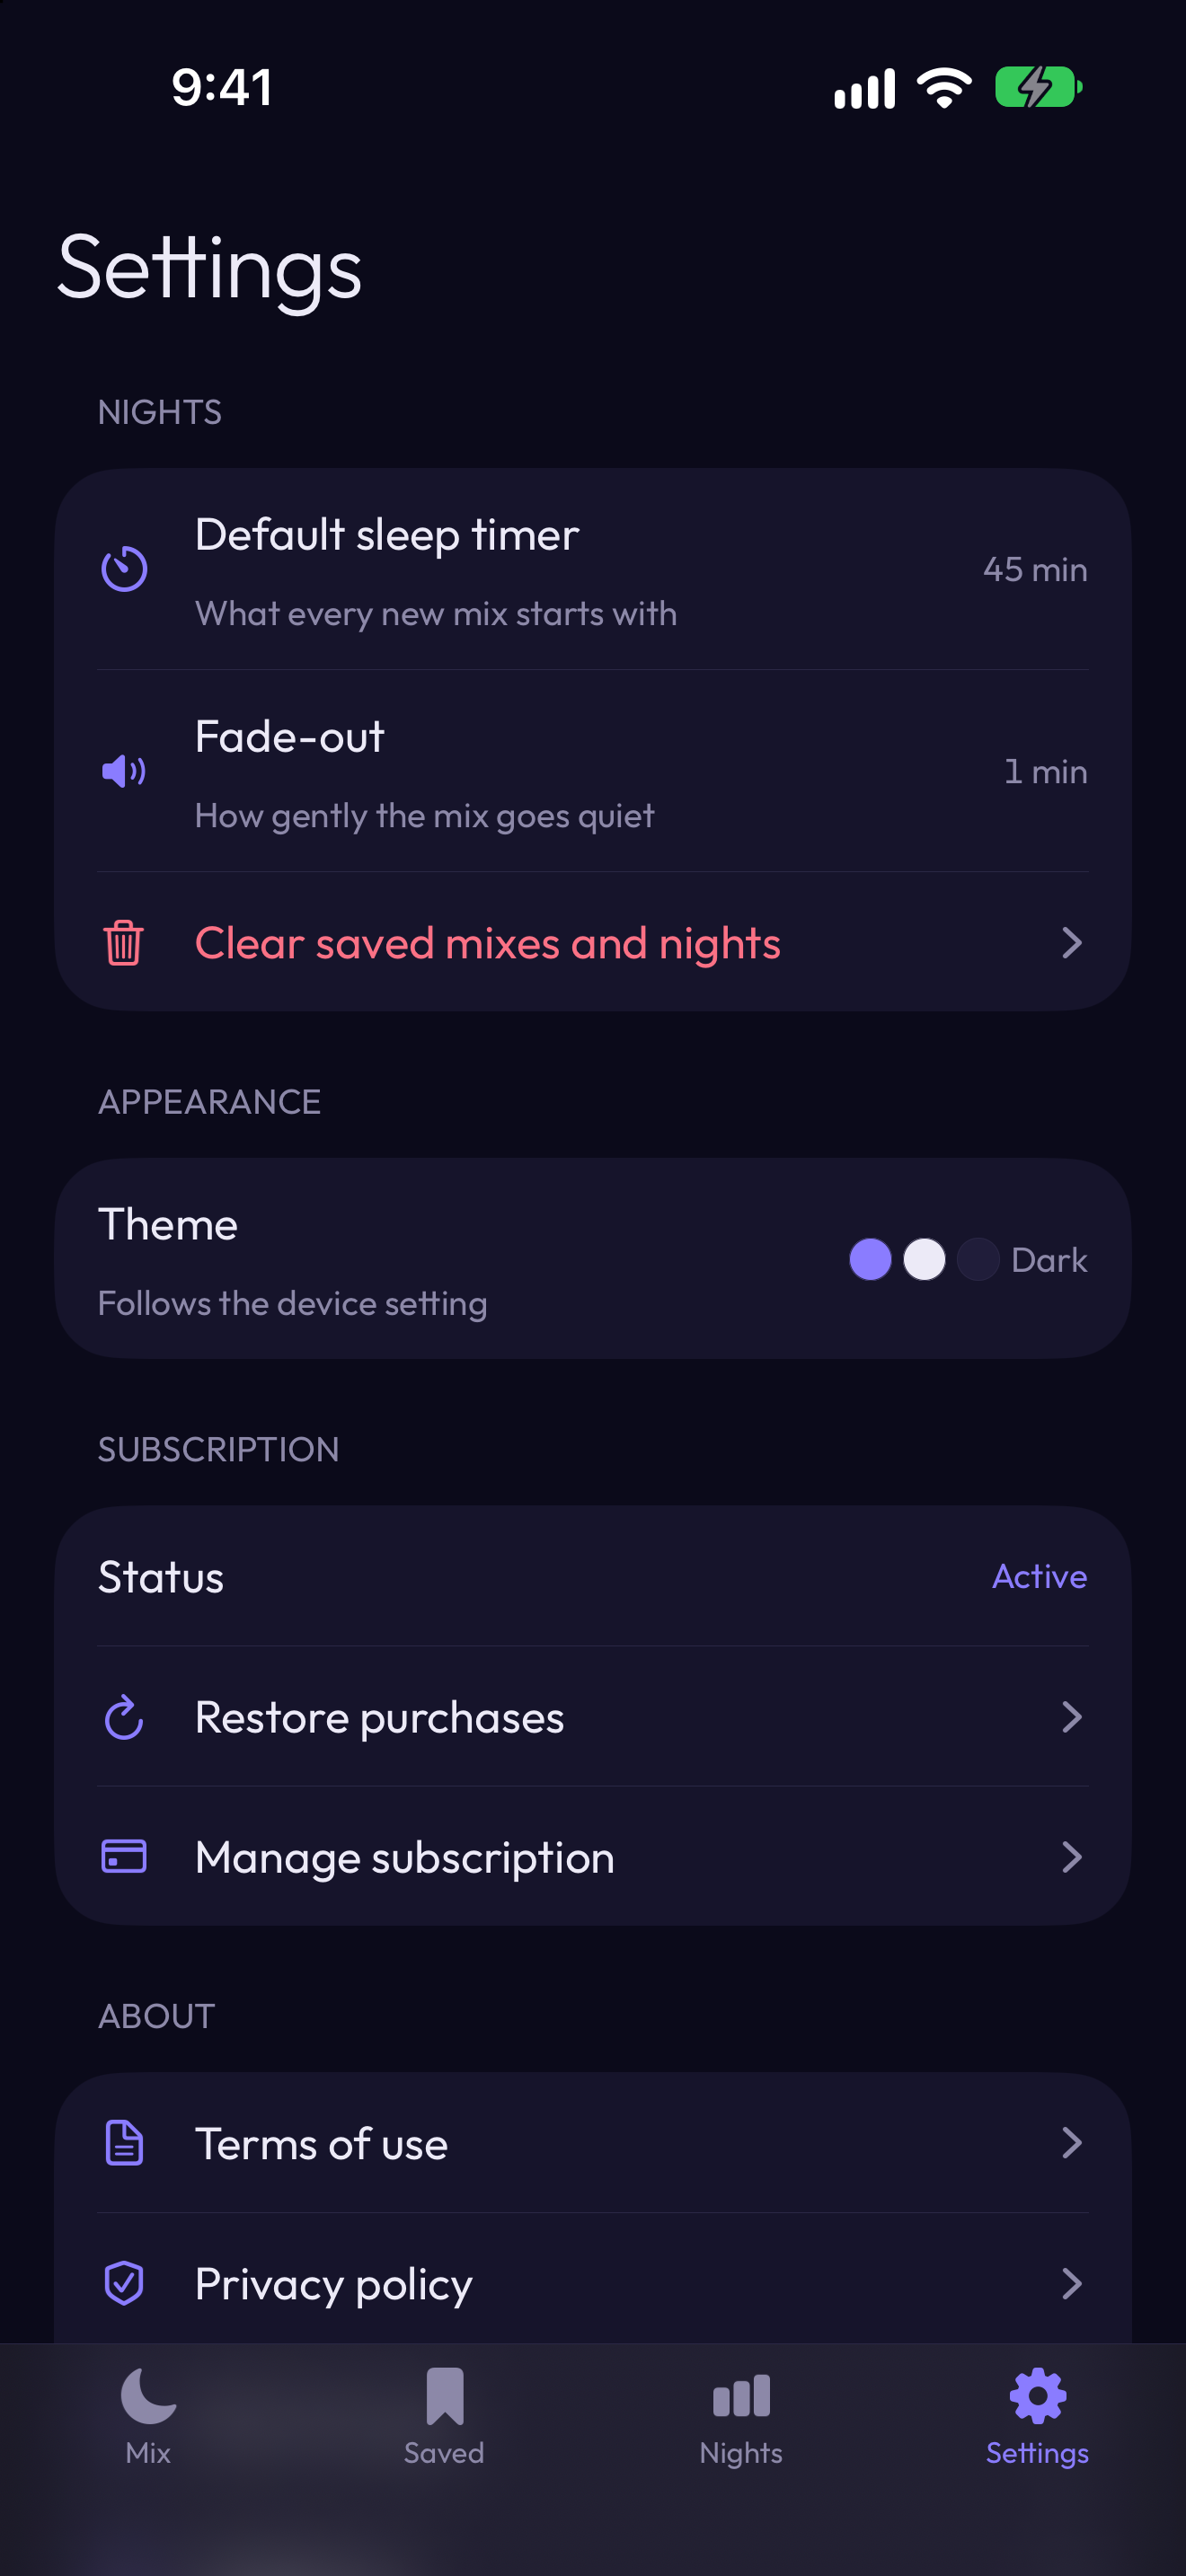 9:41
Settings
NIGHTS
Default sleep timer
What every new mix starts with
45 min
Fade-out
How gently the mix goes quiet
1 min
Clear saved mixes and nights
APPEARANCE
Theme
Follows the device setting
Dark
SUBSCRIPTION
Status
Active
Restore purchases
Manage subscription
ABOUT
Terms of use
Privacy policy
Mix
Saved
Nights
Settings